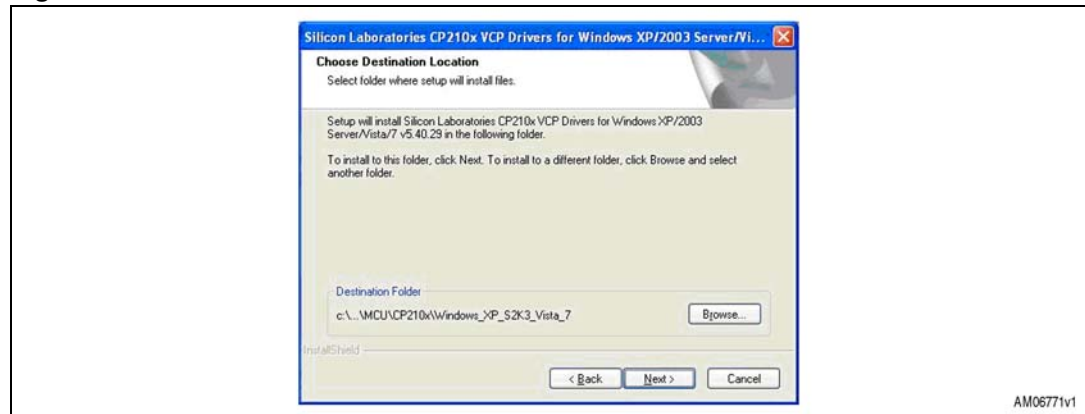 Silicon Laboratories CP210x VCP Drivers for Windows XP/2003 Server/Vi...
Choose Destination Location
Select folder where setup will install files.
Setup will install Silicon Laboratories CP210x VCP Drivers for Windows XP/2003
Server/Vista/7 v5.40.29 in the following folder.
To install to this folder, click Next. To install to a different folder, click Browse and select
another folder.
Destination Folder
c:\...\MCU\CP210x\Windows_XP_S2K3_Vista_7
Browse...
InstallShield
< Back
Next >
Cancel
AM06771v1